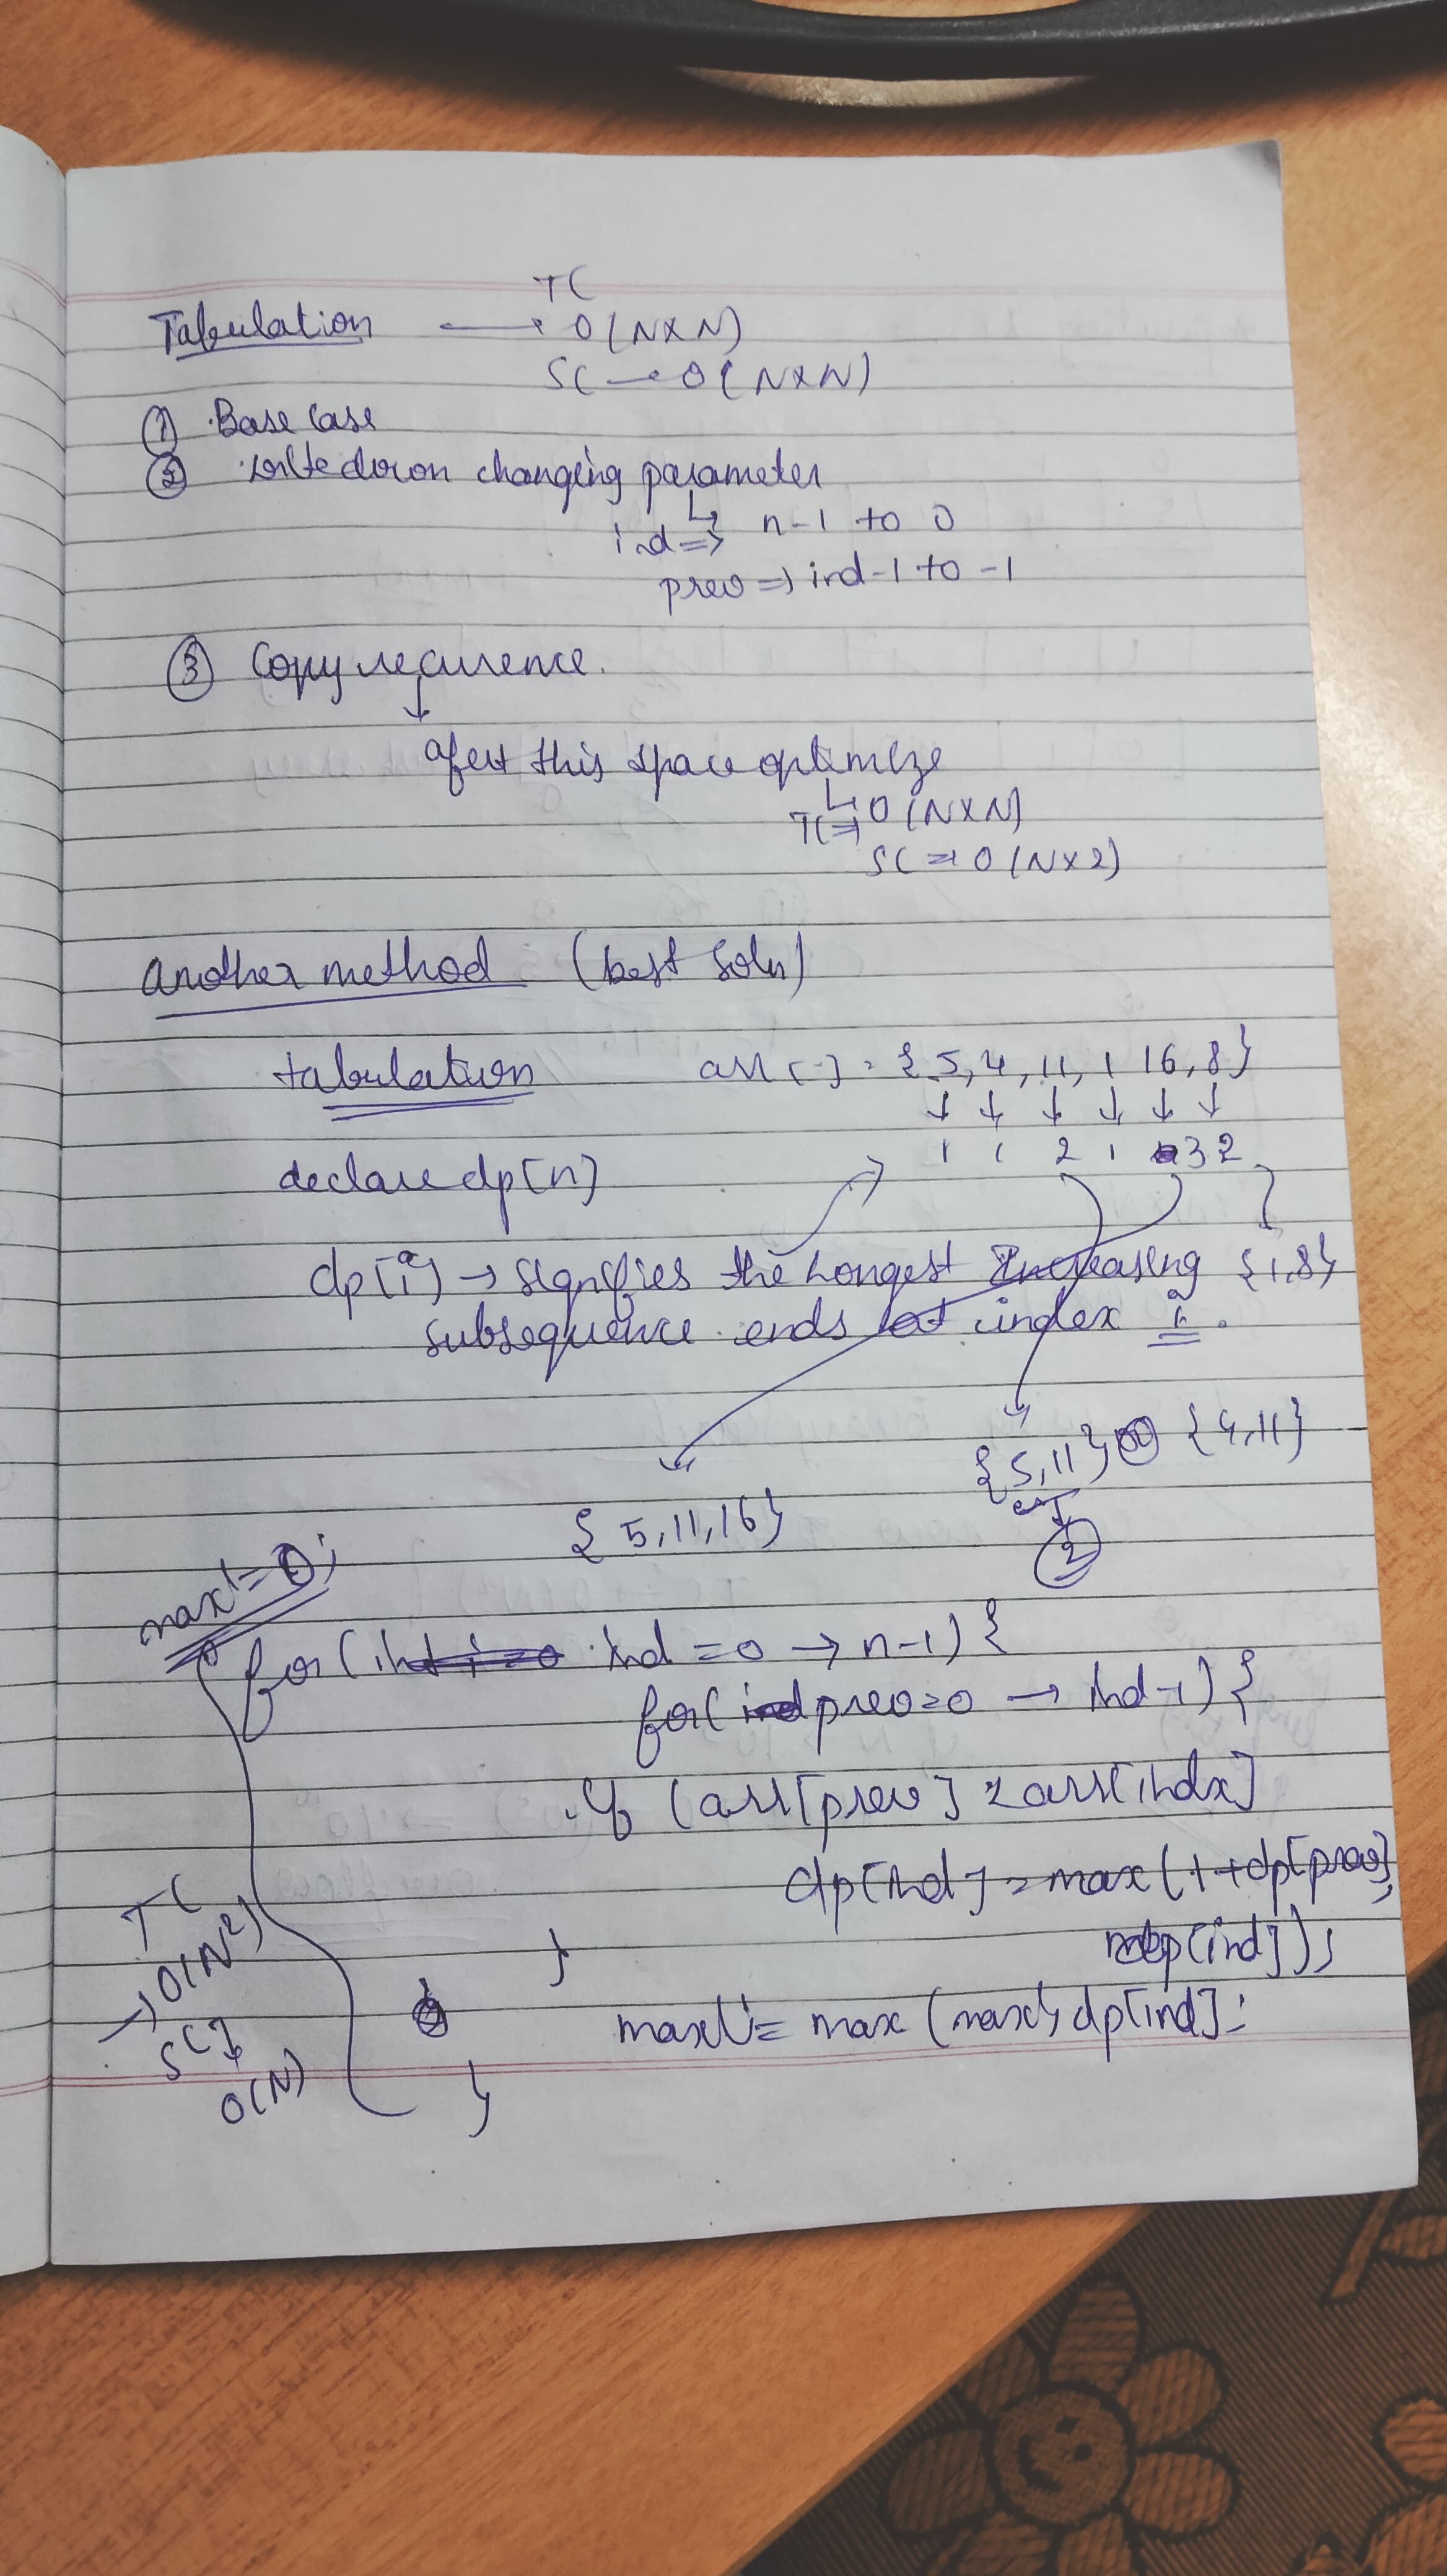 Tabulation → TC
O(N×N)
SC → O(N×N)
① Base Case
② write down changing parameter
↳ n-1 to 0
ind ⇒
prev ⇒ ind-1 to -1
③ Copy recurence.
↓
after this space optimize
↳ O(N×N)
TC ⇒
SC ⇒ O(N×2)
another method (best soln)
tabulation arr[ ] = {5, 4, 11, 1 16, 8}
↓ ↓ ↓ ↓ ↓ ↓
1 1 2 1 3 2
declare dp[n]
dp[i] → signifies the Longest Increasing {1,8}
subsequence ends at index i.
{5,11} or {4,11}
2
{5,11,16}
for( ind = 0 → n-1) {
for( prev=0 → ind-1) {
if (arr[prev] < arr[indx]
dp[ind] = max(1+dp[prev],
dp[ind]);
}
maxi = max (maxi, dp[ind];
}
TC
→ O(N²)
SC ↓
O(N)